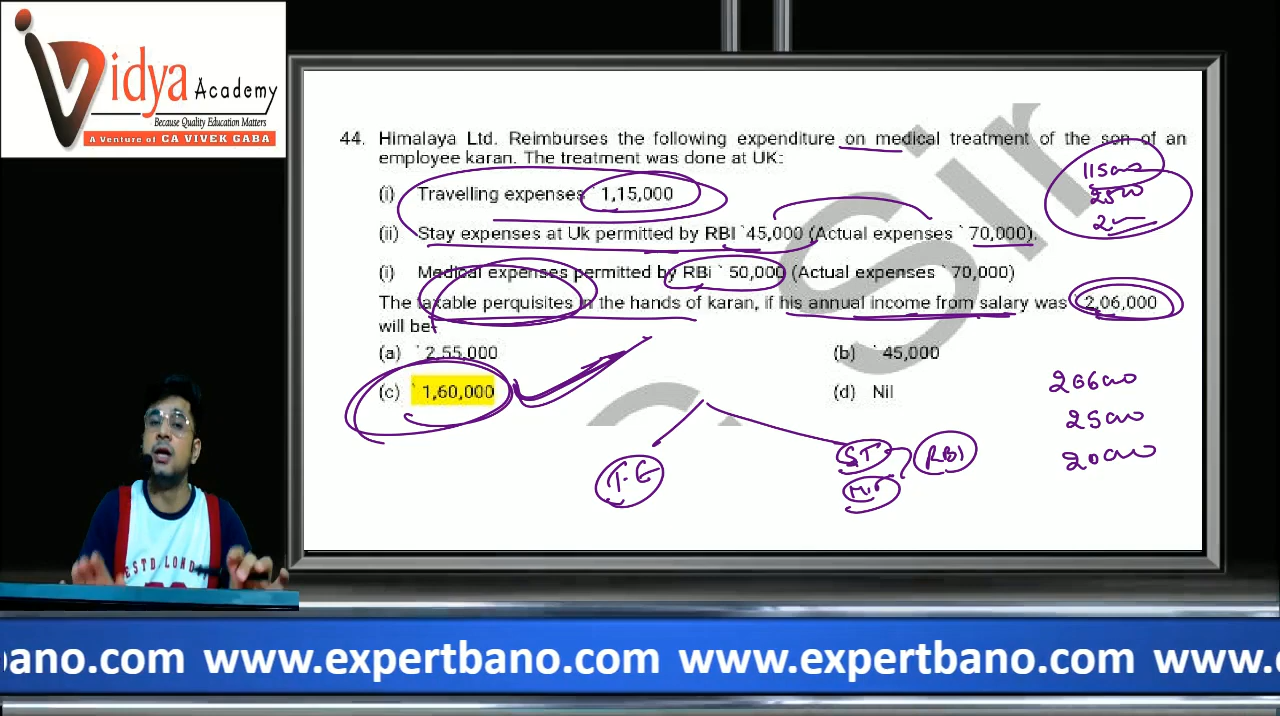 Vidya Academy
Because Quality Education Matters
A Venture of CA VIVEK GABA
44. Himalaya Ltd. Reimburses the following expenditure on medical treatment of the son of an
employee karan. The treatment was done at UK:
(i) Travelling expenses ` 1,15,000
(ii) Stay expenses at Uk permitted by RBI ` 45,000 (Actual expenses ` 70,000).
(i) Medical expenses permitted by RBi ` 50,000 (Actual expenses ` 70,000)
The taxable perquisites in the hands of karan, if his annual income from salary was ` 2,06,000
will be:
(a) ` 2,55,000
(b) ` 45,000
(c) ` 1,60,000
(d) Nil
115000
206000
25000
20000
T.E
ST
RBI
Sir
ESTD LOND
bano.com www.expertbano.com www.expertbano.com www.e